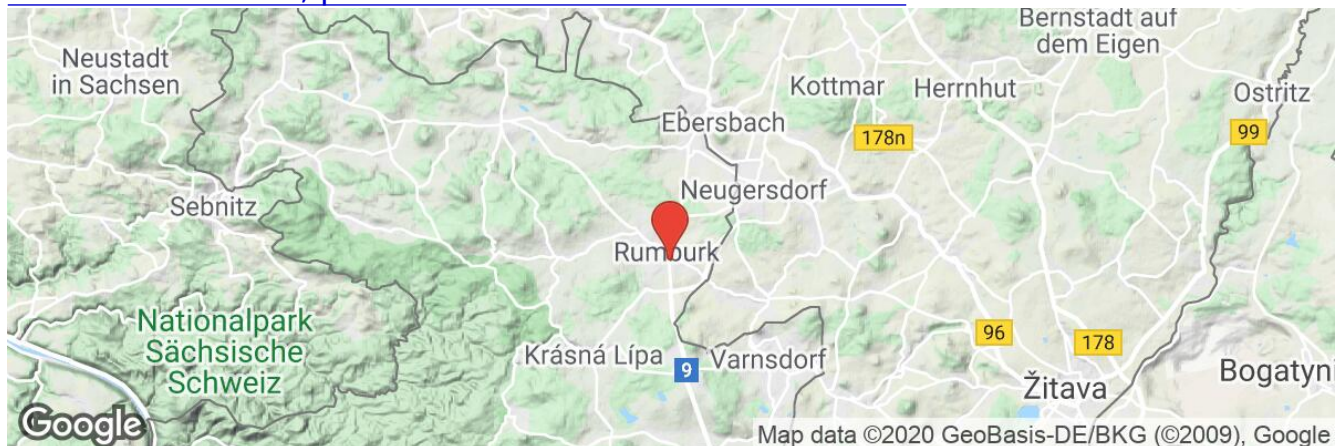 Neustadt
in Sachsen
Bernstadt auf
dem Eigen
Kottmar
Herrnhut
Ostritz
99
Ebersbach
178n
Neugersdorf
Sebnitz
Rumburk
Nationalpark
Sächsische
Schweiz
Krásná Lípa
9
Varnsdorf
96
178
Žitava
Bogatyni
Google
Map data ©2020 GeoBasis-DE/BKG (©2009), Google